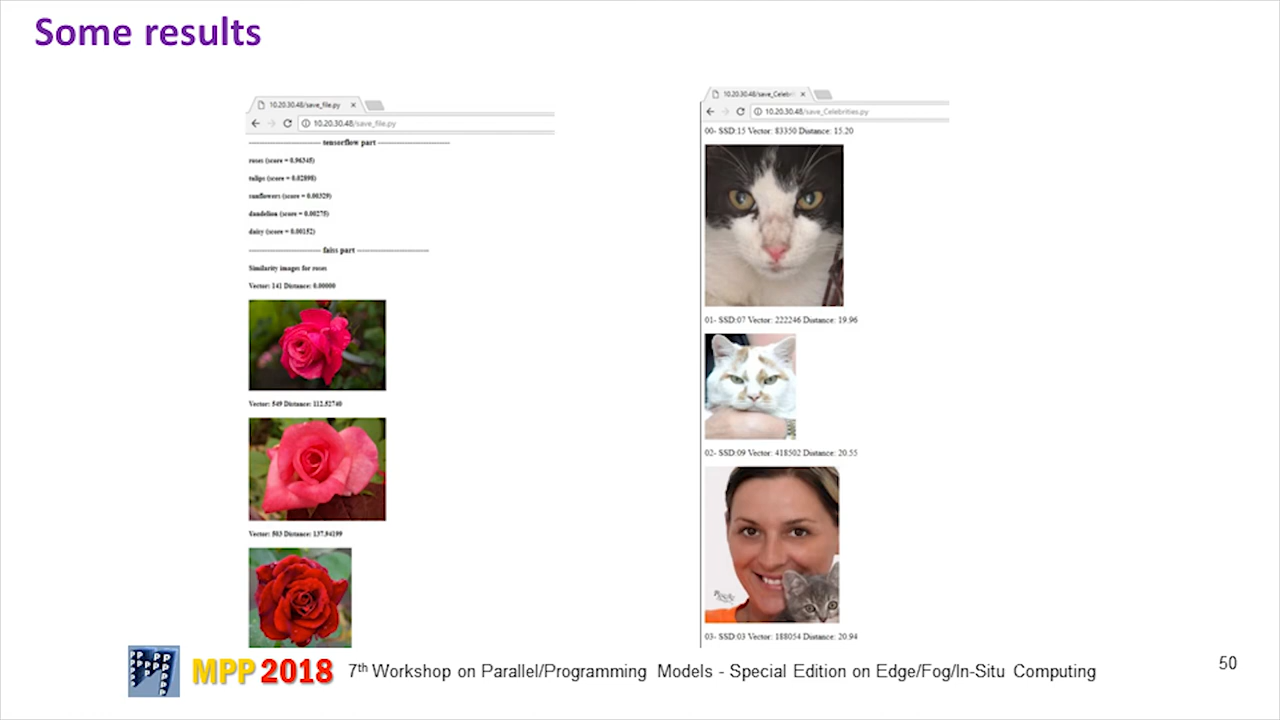 Some results
10.20.30.48/save_file.py
10.20.30.48/save_file.py
tensorflow part
roses (score = 0.96345)
tulips (score = 0.02898)
sunflowers (score = 0.00329)
dandelion (score = 0.00275)
daisy (score = 0.00152)
faiss part
Similarity images for roses
Vector: 141 Distance: 0.00000
Vector: 549 Distance: 112.52740
Vector: 503 Distance: 137.94199
10.20.30.48/save_Celebri
10.20.30.48/save_Celebrities.py
00- SSD:15 Vector: 83350 Distance: 15.20
01- SSD:07 Vector: 222246 Distance: 19.96
02- SSD:09 Vector: 418502 Distance: 20.55
03- SSD:03 Vector: 188054 Distance: 20.94
MPP 2018
7th Workshop on Parallel/Programming Models - Special Edition on Edge/Fog/In-Situ Computing
50